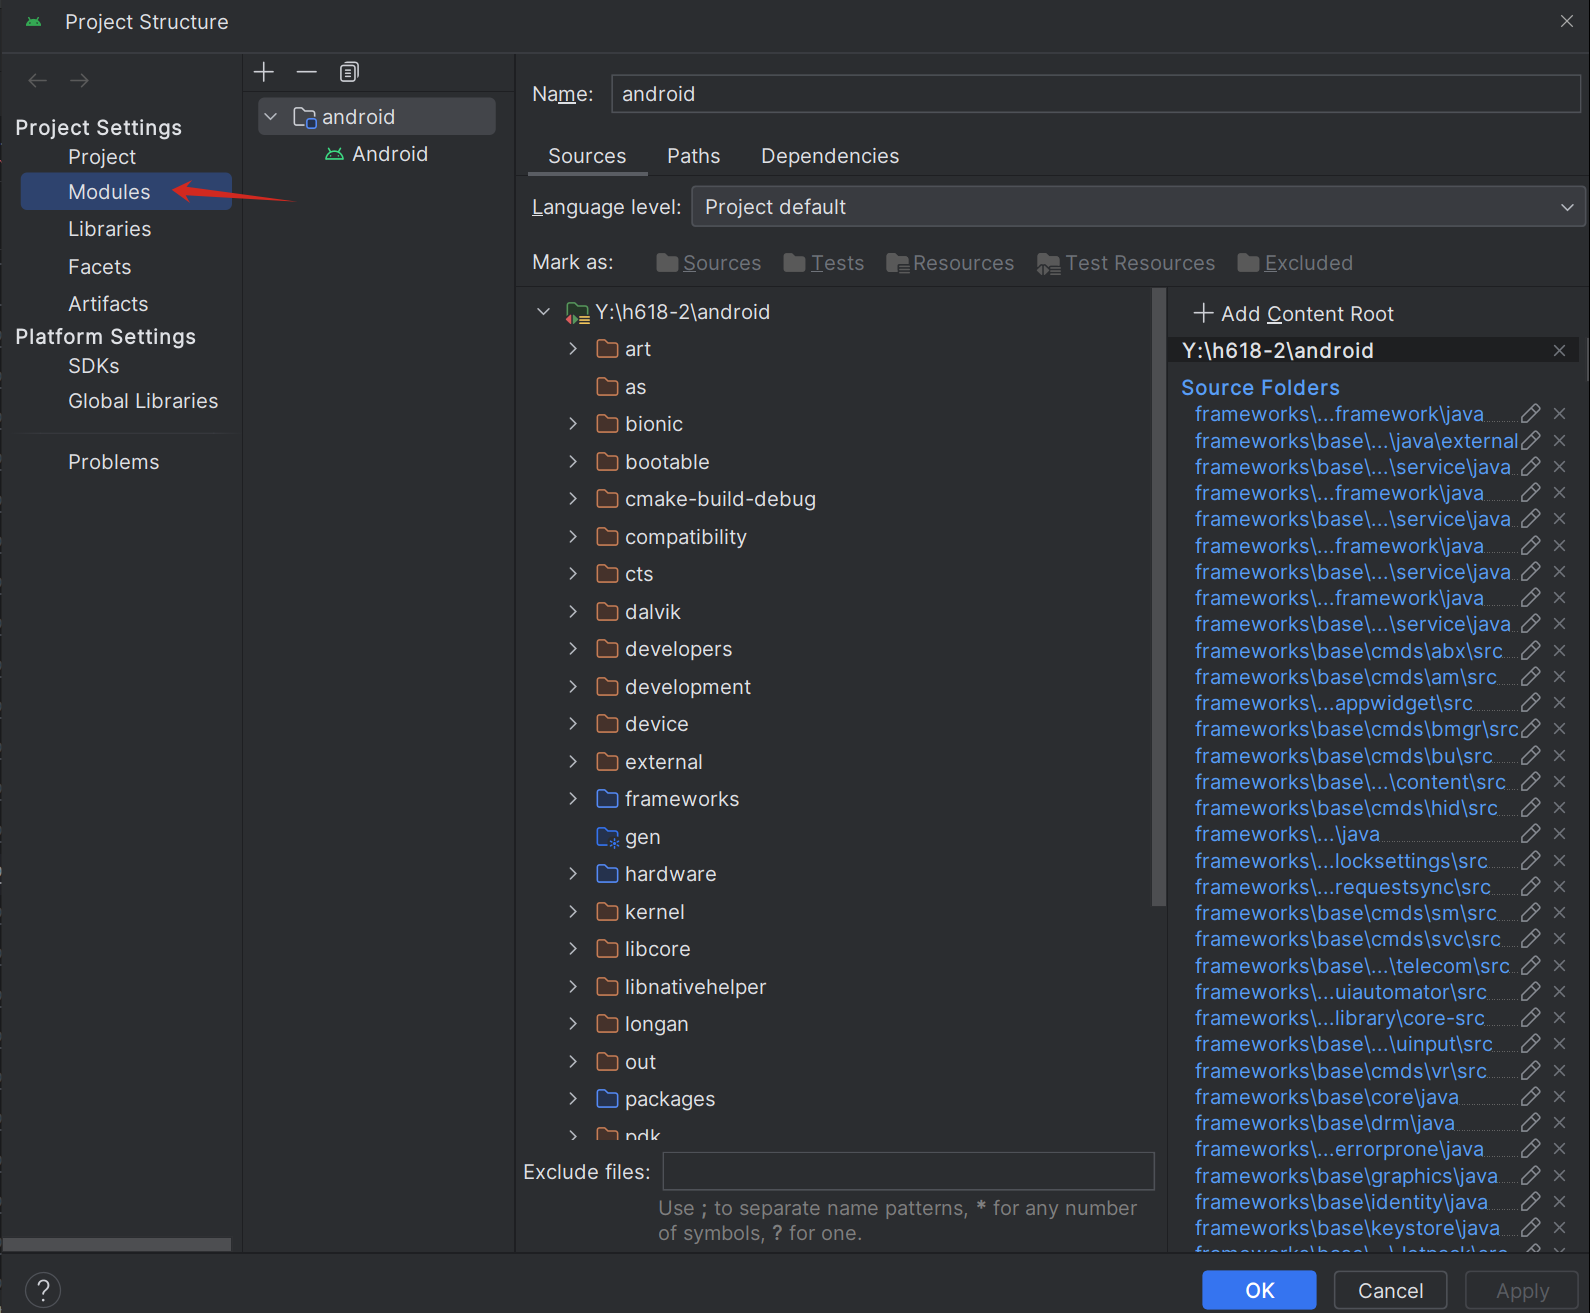 Project Structure
Project Settings
Project
Modules
Libraries
Facets
Artifacts
Platform Settings
SDKs
Global Libraries
Problems
android
Android
Name: android
Sources Paths Dependencies
Language level: Project default
Mark as: Sources Tests Resources Test Resources Excluded
Y:\h618-2\android
art
as
bionic
bootable
cmake-build-debug
compatibility
cts
dalvik
developers
development
device
external
frameworks
gen
hardware
kernel
libcore
libnativehelper
longan
out
packages
pdk
Exclude files:
Use ; to separate name patterns, * for any number
of symbols, ? for one.
Add Content Root
Y:\h618-2\android
Source Folders
frameworks\...framework\java
frameworks\base\...\java\external
frameworks\base\...\service\java
frameworks\...framework\java
frameworks\base\...\service\java
frameworks\...framework\java
frameworks\base\...\service\java
frameworks\...framework\java
frameworks\base\...\service\java
frameworks\base\cmds\abx\src
frameworks\base\cmds\am\src
frameworks\...appwidget\src
frameworks\base\cmds\bmgr\src
frameworks\base\cmds\bu\src
frameworks\base\...\content\src
frameworks\base\cmds\hid\src
frameworks\...\java
frameworks\...locksettings\src
frameworks\...requestsync\src
frameworks\base\cmds\sm\src
frameworks\base\cmds\svc\src
frameworks\base\...\telecom\src
frameworks\...uiautomator\src
frameworks\...library\core-src
frameworks\base\...\uinput\src
frameworks\base\cmds\vr\src
frameworks\base\core\java
frameworks\base\drm\java
frameworks\...errorprone\java
frameworks\base\graphics\java
frameworks\base\identity\java
frameworks\base\keystore\java
?
OK Cancel Apply